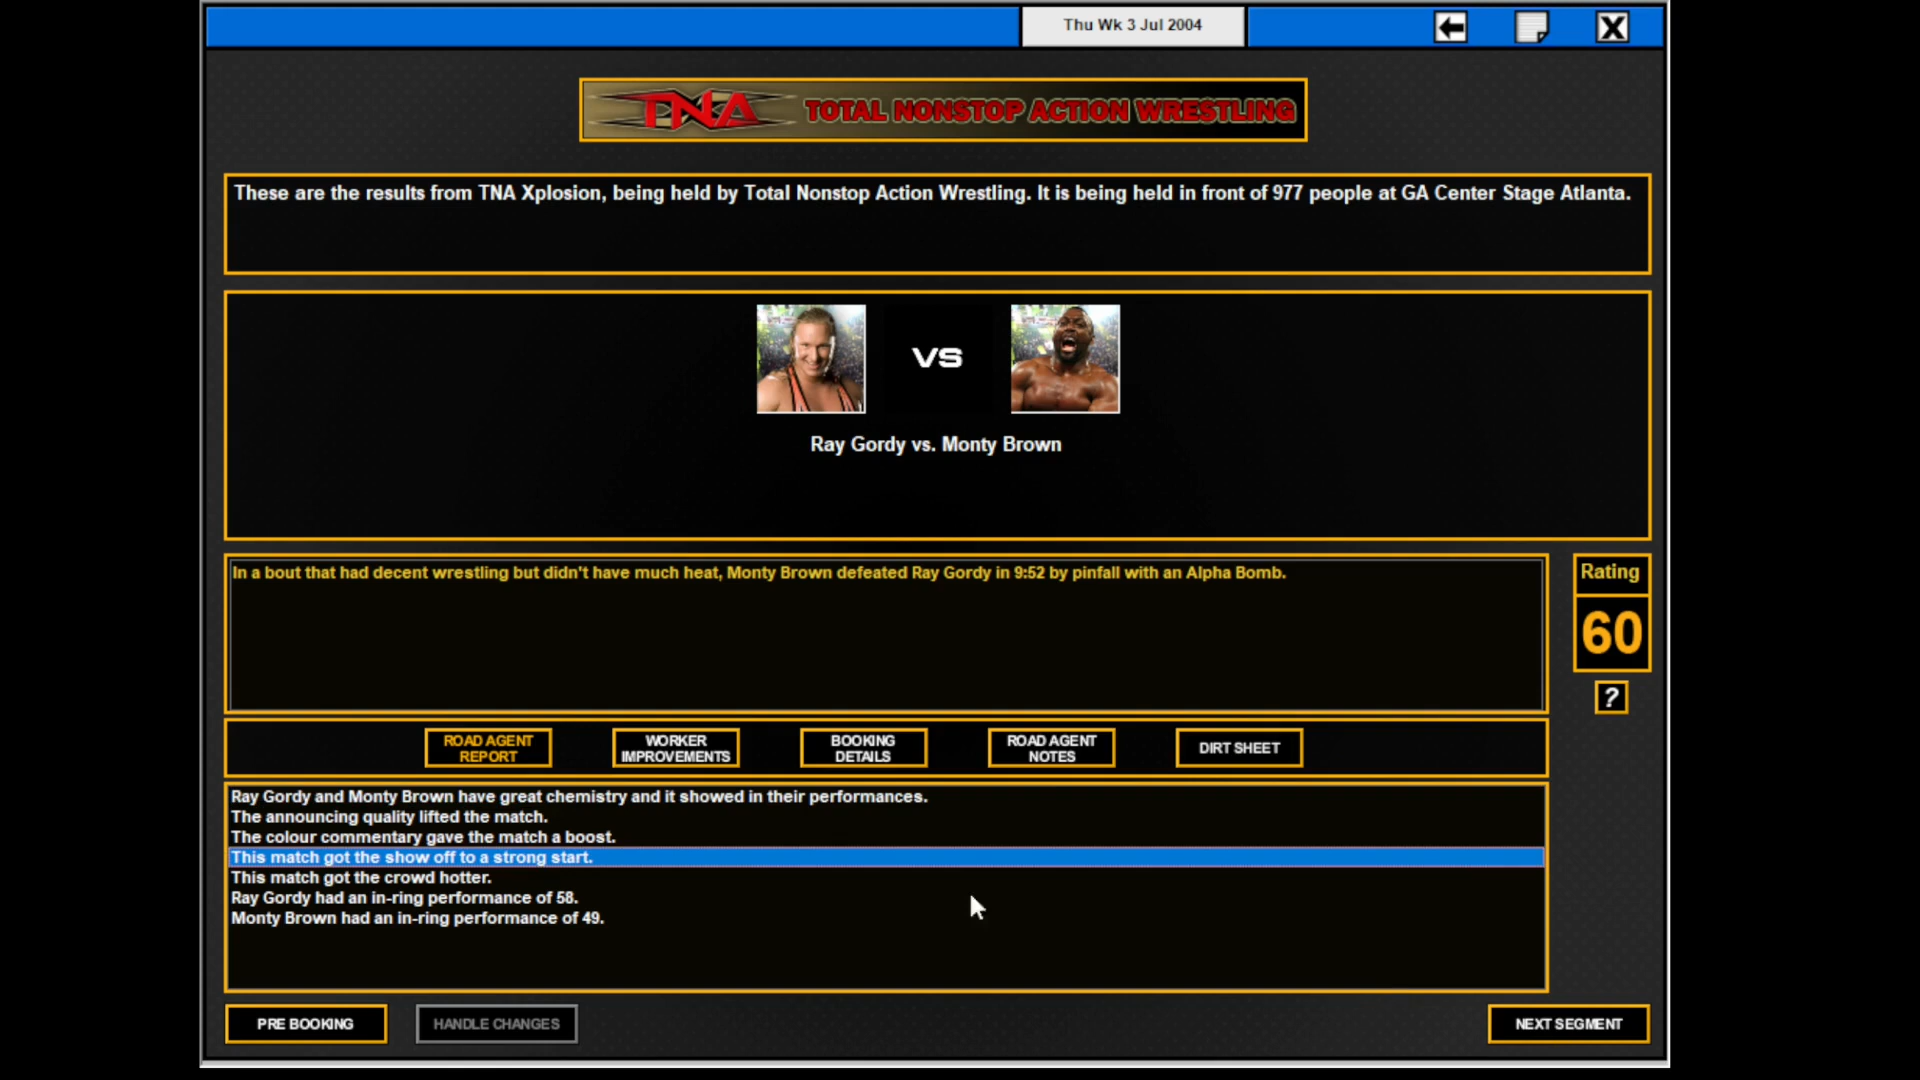 Thu Wk 3 Jul 2004
TNA TOTAL NONSTOP ACTION WRESTLING
These are the results from TNA Xplosion, being held by Total Nonstop Action Wrestling. It is being held in front of 977 people at GA Center Stage Atlanta.
VS
Ray Gordy vs. Monty Brown
In a bout that had decent wrestling but didn't have much heat, Monty Brown defeated Ray Gordy in 9:52 by pinfall with an Alpha Bomb.
Rating
60
?
ROAD AGENT REPORT
WORKER IMPROVEMENTS
BOOKING DETAILS
ROAD AGENT NOTES
DIRT SHEET
Ray Gordy and Monty Brown have great chemistry and it showed in their performances.
The announcing quality lifted the match.
The colour commentary gave the match a boost.
This match got the show off to a strong start.
This match got the crowd hotter.
Ray Gordy had an in-ring performance of 58.
Monty Brown had an in-ring performance of 49.
PRE BOOKING
HANDLE CHANGES
NEXT SEGMENT